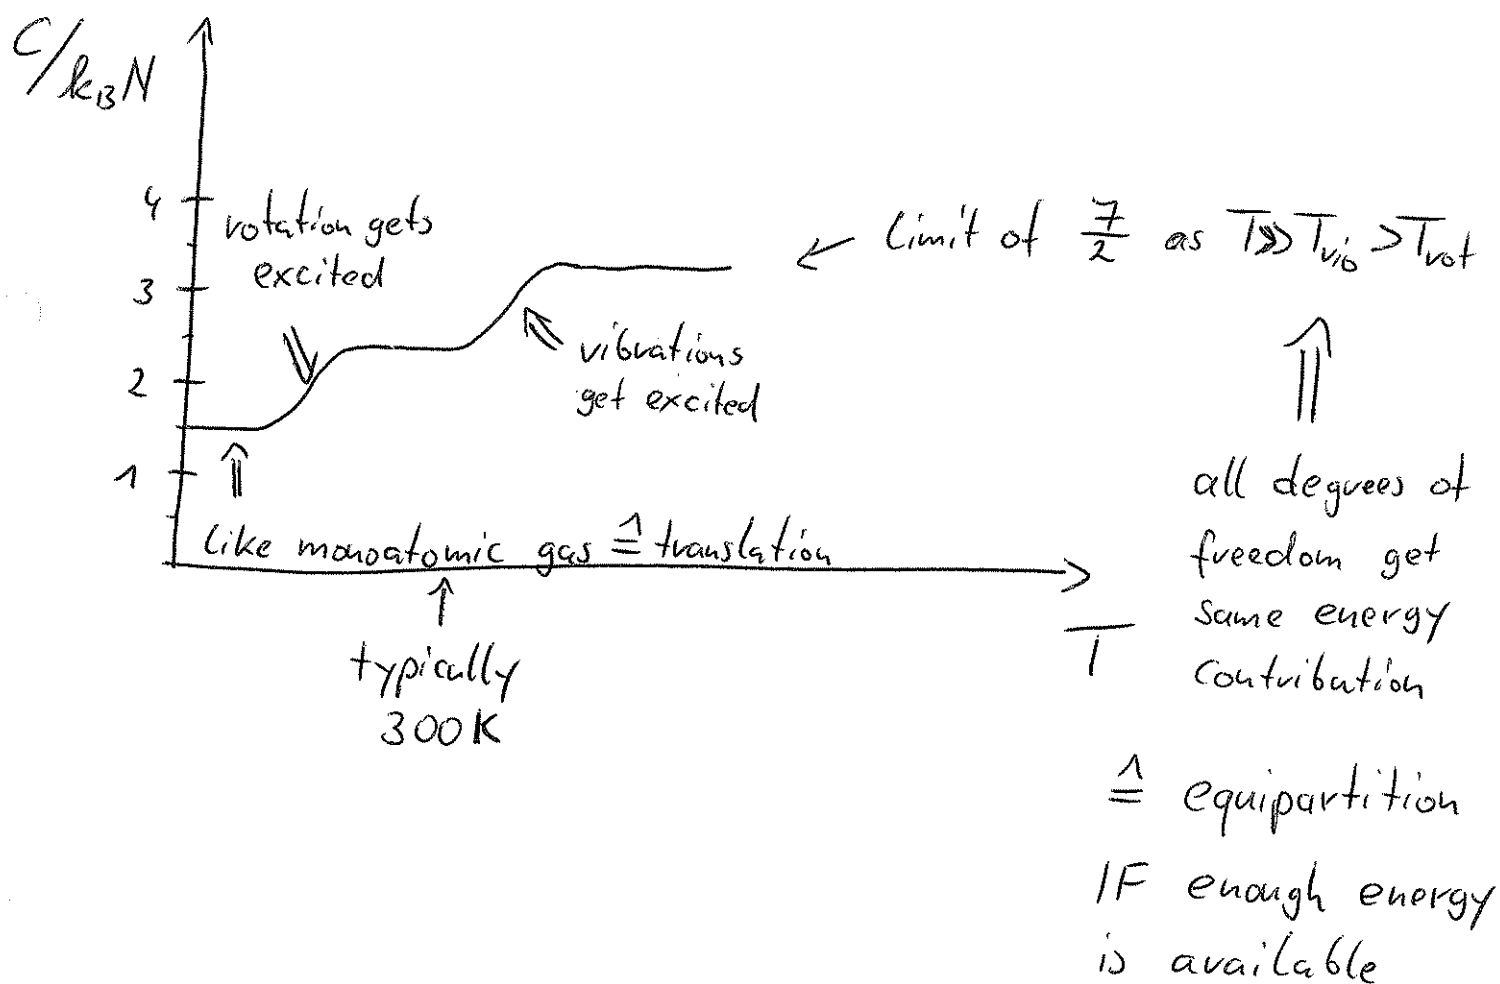 C/k_B N
4
3
2
1
rotation gets
excited
limit of 7/2 as T≫T_vib > T_rot
vibrations
get excited
like monoatomic gas ≙ translation
typically
300K
T
all degrees of
freedom get
same energy
contribution
≙ equipartition
IF enough energy
is available